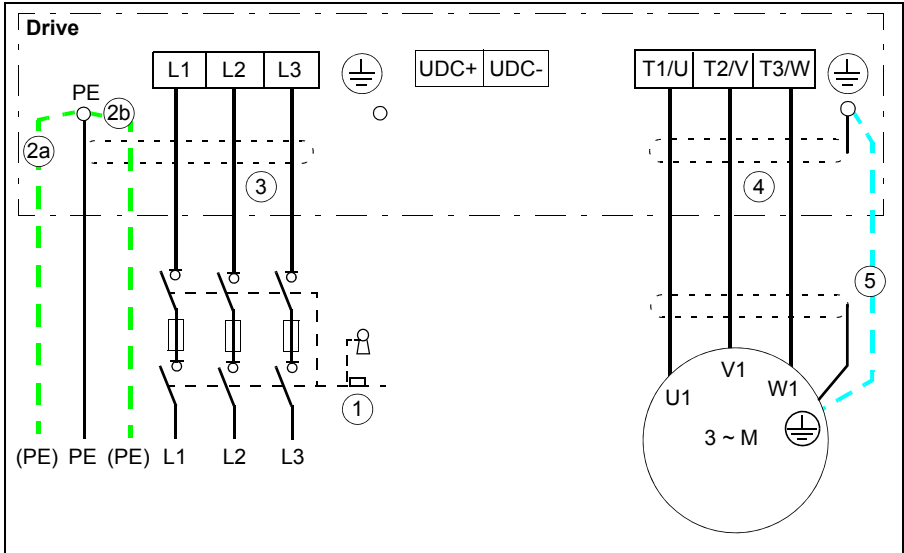 Drive
L1 L2 L3 UDC+ UDC- T1/U T2/V T3/W
PE
2b
2a
3
4
5
1
U1 V1 W1
3 ~ M
(PE) PE (PE) L1 L2 L3